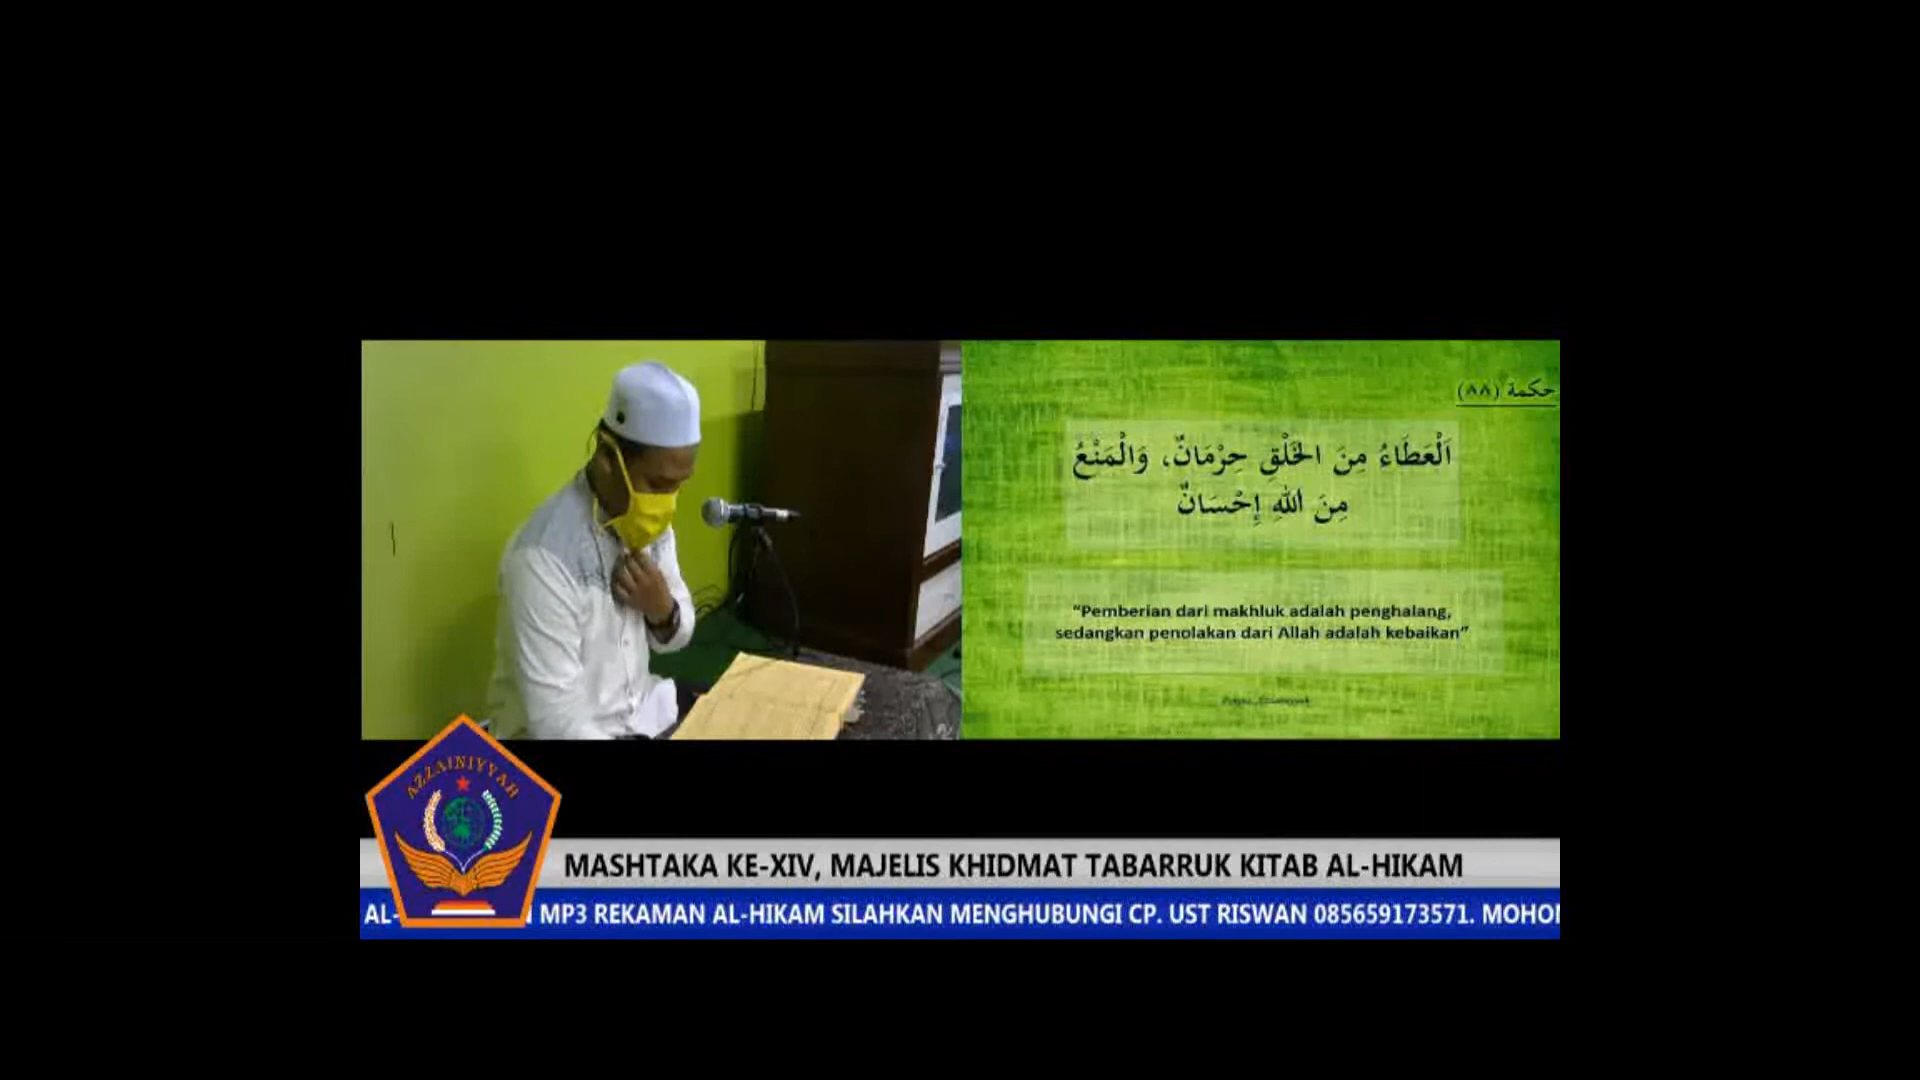 حكمة (٨٨)
اَلْعَطَاءُ مِنَ الخَلْقِ حِرْمَانٌ، وَالْمَنْعُ
مِنَ اللهِ إِحْسَانٌ
“Pemberian dari makhluk adalah penghalang,
sedangkan penolakan dari Allah adalah kebaikan”
AZZAINIYYAH
MASHTAKA KE-XIV, MAJELIS KHIDMAT TABARRUK KITAB AL-HIKAM
AL- MP3 REKAMAN AL-HIKAM SILAHKAN MENGHUBUNGI CP. UST RISWAN 085659173571. MOHO